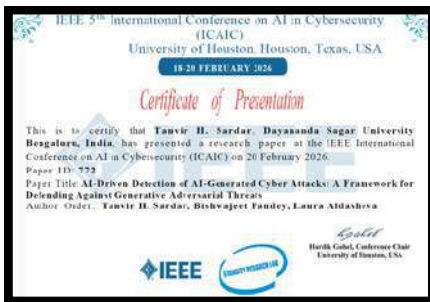 IEEE 5th International Conference on AI in Cybersecurity
(ICAIC)
University of Houston, Houston, Texas, USA
18-20 FEBRUARY 2026
Certificate of Presentation
This is to certify that Tanvir H. Sardar, Dayananda Sagar University
Bengaluru, India, has presented a research paper at the IEEE International
Conference on AI in Cybersecurity (ICAIC) on 20 February 2026.
Paper ID: 772
Paper Title: AI-Driven Detection of AI-Generated Cyber Attacks: A Framework for
Defending Against Generative Adversarial Threats
Author Order: Tanvir H. Sardar, Bishwajeet Pandey, Laura Aldasheva
Hardik Gohel, Conference Chair
University of Houston, USA
IEEE
RESEARCH LAB
IEEE